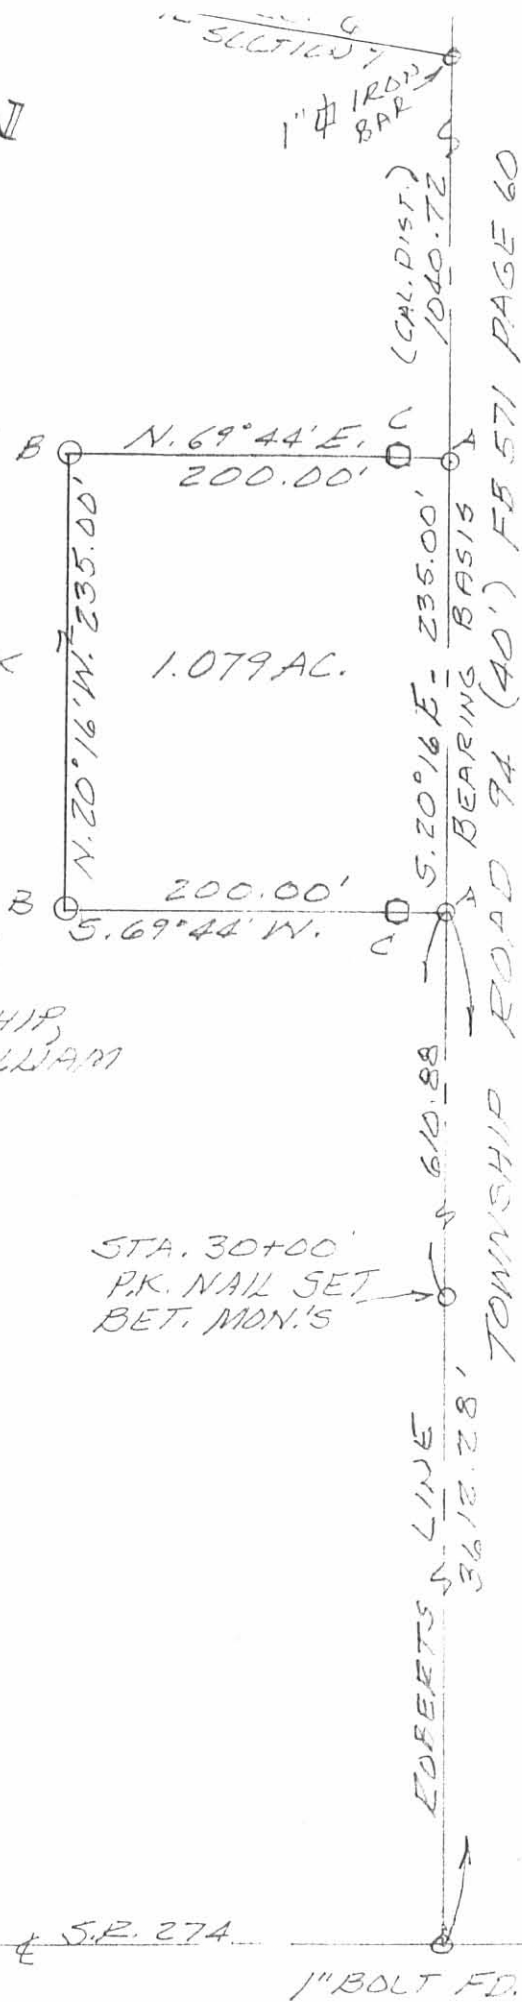 SECTION 7
1" ⏀ IRON
BAR
(CAL. DIST.)
1040.72
B
N. 69°44' E.
C
A
200.00'
N. 20°16' W. 235.00'
1.079 AC.
S. 20°16 E - 235.00'
BEARING BASIS
TOWNSHIP ROAD 94 (40') FB 571 PAGE 60
B
200.00'
S. 69°44' W.
C
A
HIP,
610.88
STA. 30+00
P.K. NAIL SET
BET. MON.'S
ROBERTS LINE
3612.28'
℄ S.R. 274
1" BOLT FD.